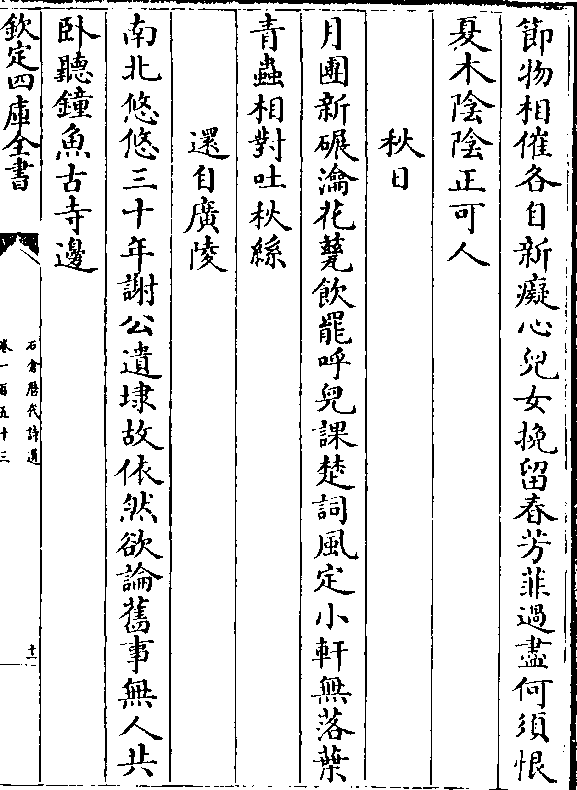 節物相催各自新癡心兒女挽留春芳菲過盡何須恨
夏木陰陰正可人
秋日
月團新碾瀹花甆飲罷呼兒課楚詞風定小軒無落葉
青蟲相對吐秋絲
還自廣陵
南北悠悠三十年謝公遺埭故依然欲論舊事無人共
卧聽鐘魚古寺邊
欽定四庫全書
石倉歷代詩選
卷一百五十三
十二